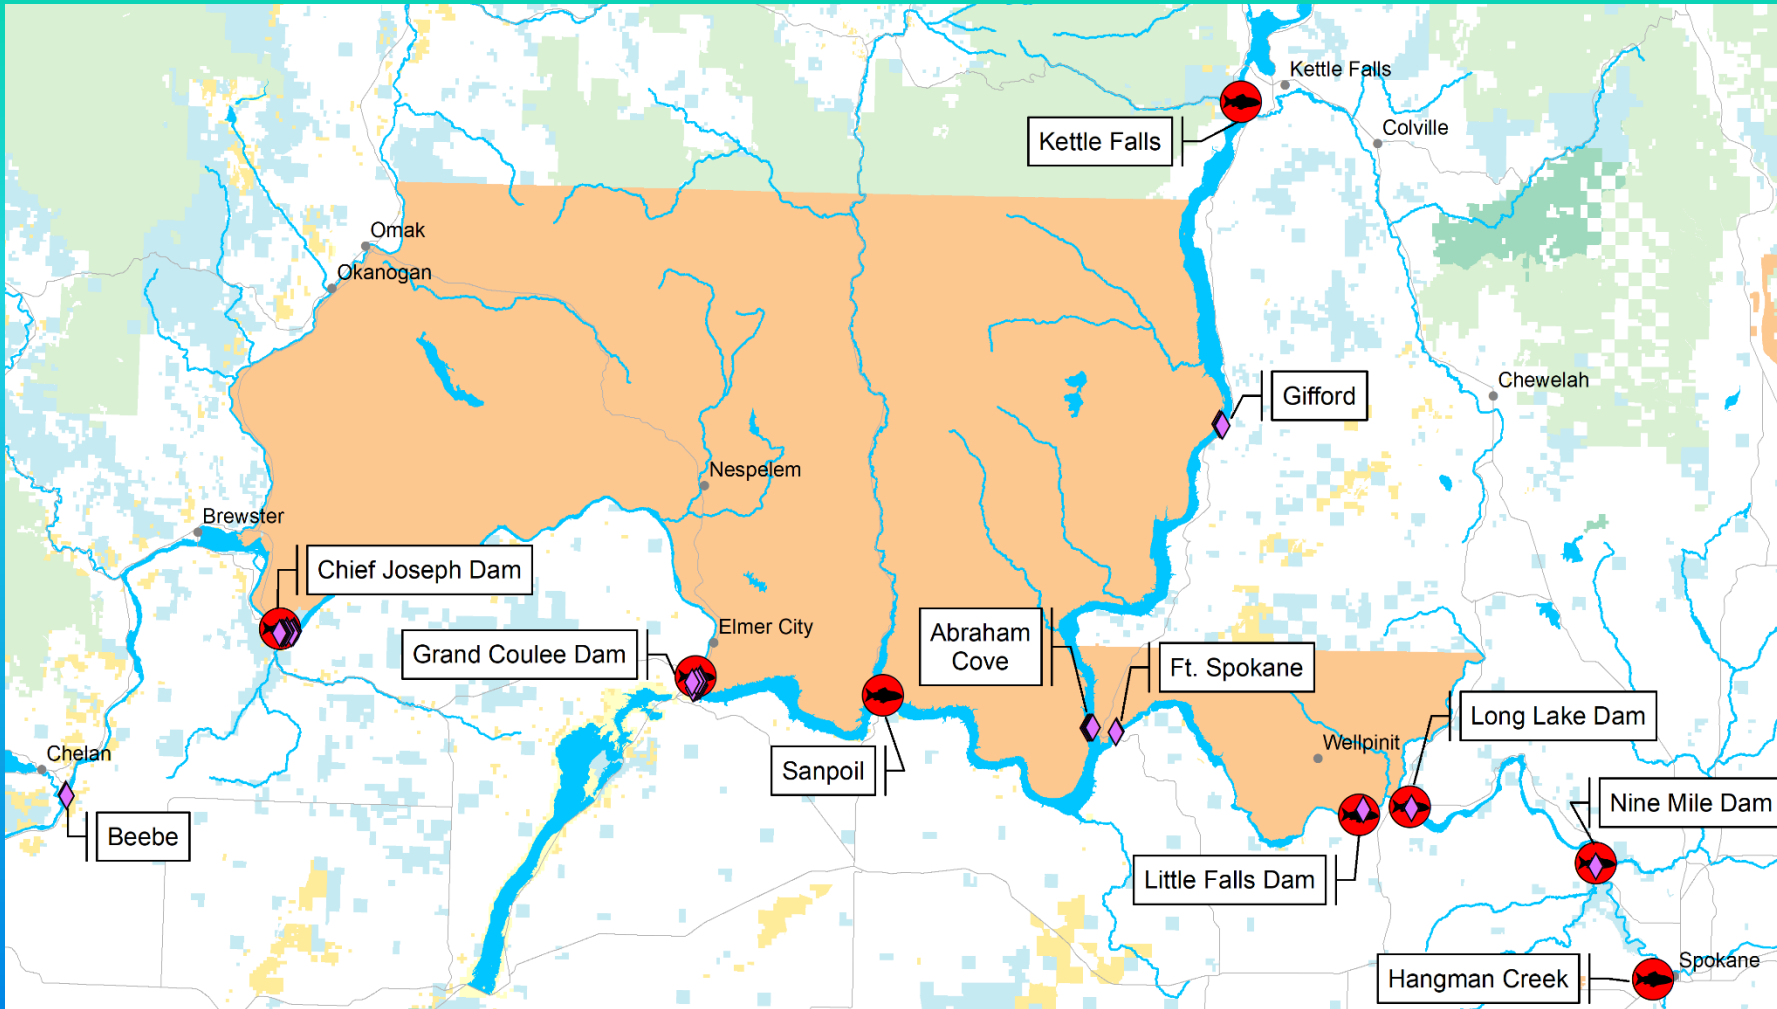 Kettle Falls
Kettle Falls
Colville
Omak
Okanogan
Chewelah
Gifford
Nespelem
Brewster
Chief Joseph Dam
Elmer City
Abraham
Cove
Grand Coulee Dam
Ft. Spokane
Long Lake Dam
Wellpinit
Chelan
Sanpoil
Nine Mile Dam
Beebe
Little Falls Dam
Spokane
Hangman Creek